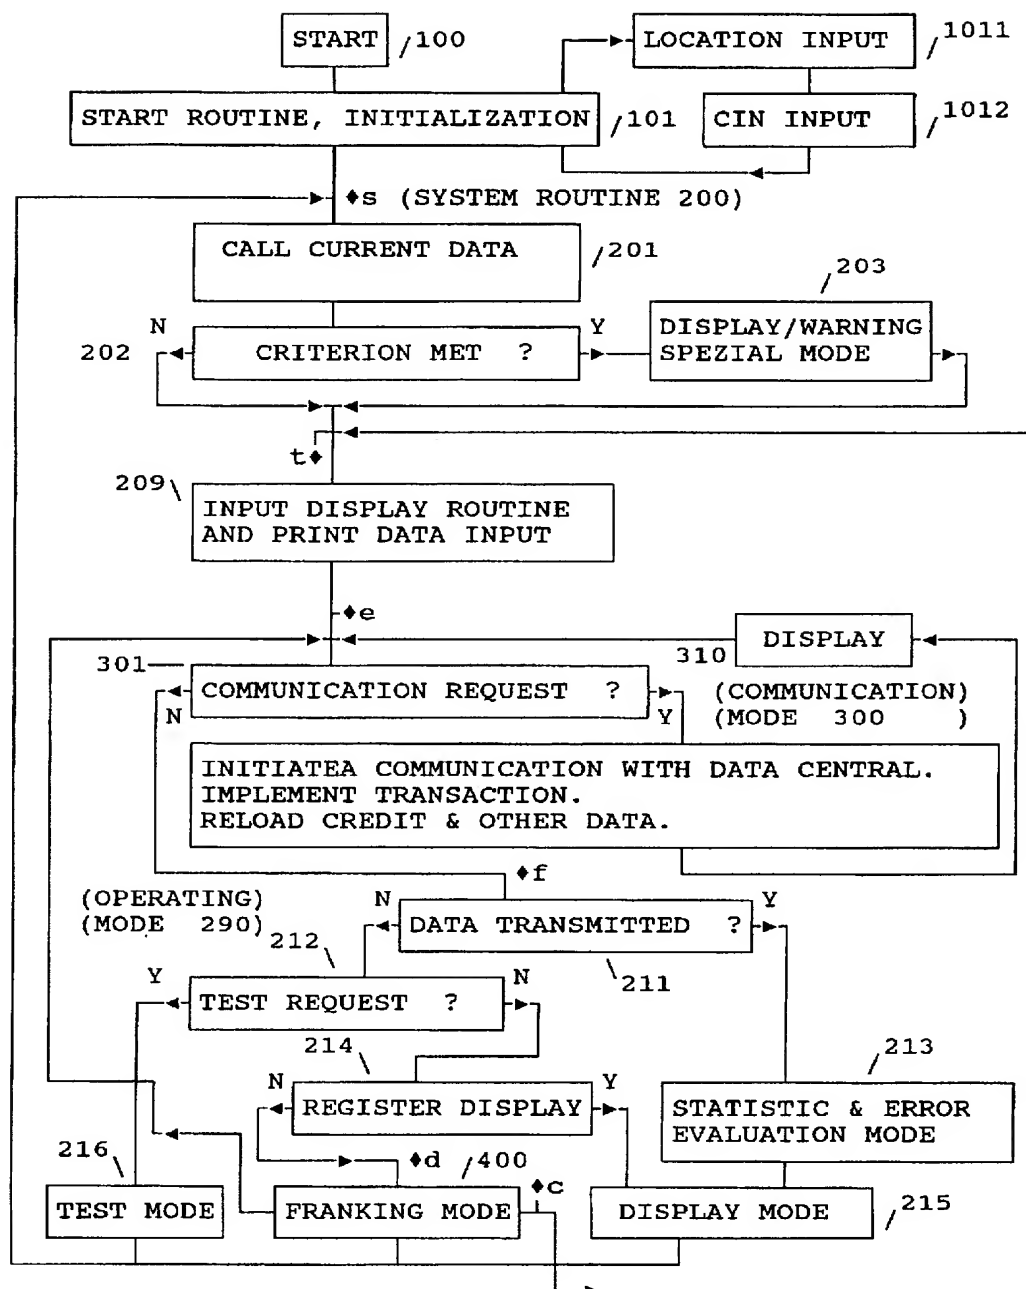 START /100
LOCATION INPUT /1011
START ROUTINE, INITIALIZATION /101
CIN INPUT /1012
♦s (SYSTEM ROUTINE 200)
CALL CURRENT DATA /201
/203
N
Y
202
CRITERION MET ?
DISPLAY/WARNING
SPEZIAL MODE
t♦
209\
INPUT DISPLAY ROUTINE
AND PRINT DATA INPUT
♦e
DISPLAY
310
301
COMMUNICATION REQUEST ?
N
Y
(COMMUNICATION)
(MODE 300 )
INITIATEA COMMUNICATION WITH DATA CENTRAL.
IMPLEMENT TRANSACTION.
RELOAD CREDIT & OTHER DATA.
♦f
(OPERATING)
(MODE 290)
N
Y
DATA TRANSMITTED ?
212\
\211
Y
N
TEST REQUEST ?
214\
/213
N
Y
REGISTER DISPLAY
STATISTIC & ERROR
EVALUATION MODE
216\
♦d /400
♦c
TEST MODE
FRANKING MODE
DISPLAY MODE /215